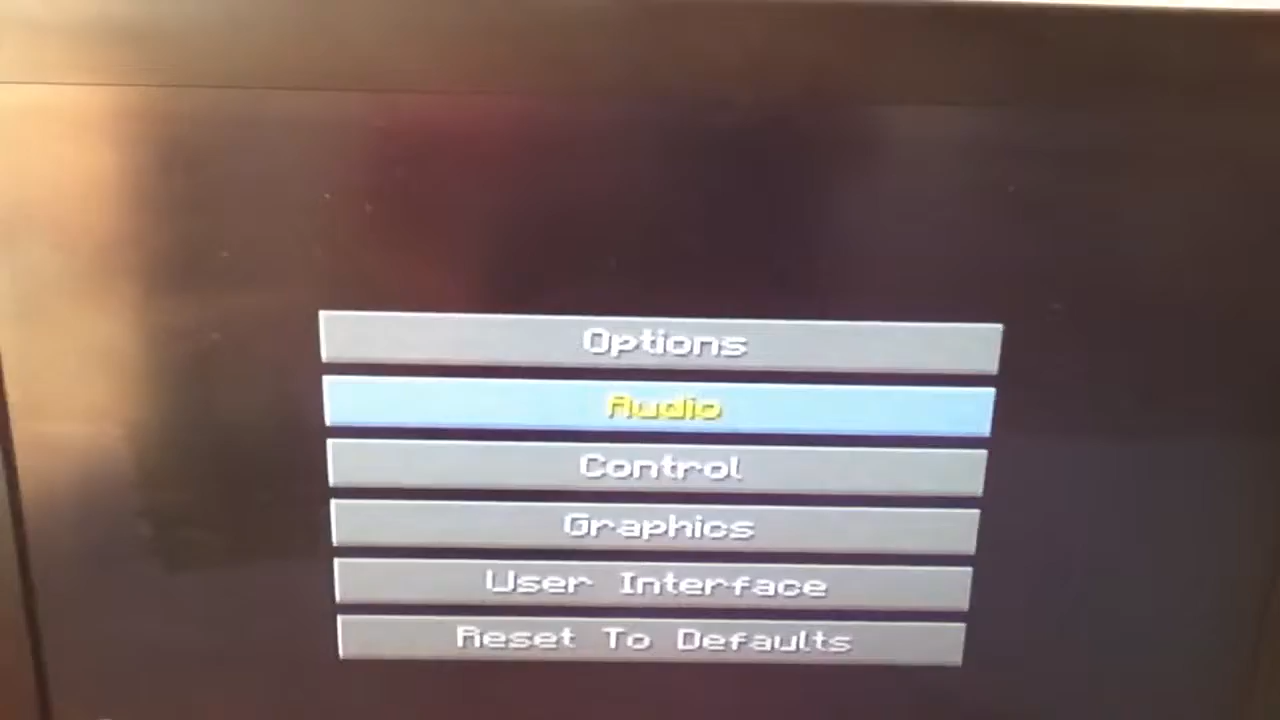 Options
Audio
Control
Graphics
User Interface
Reset To Defaults